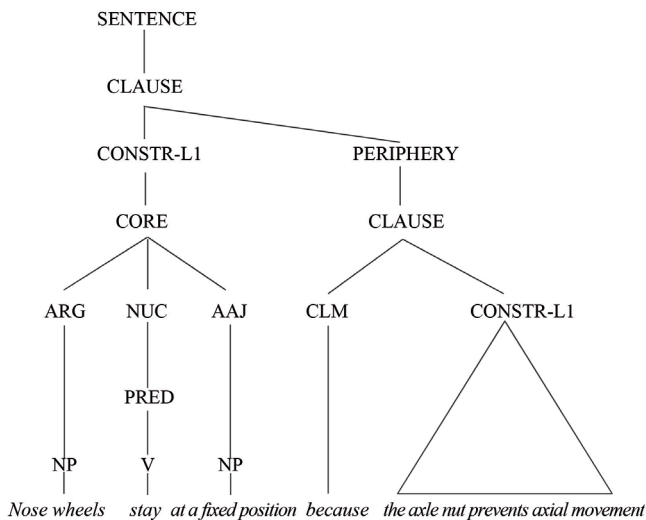 SENTENCE
CLAUSE
CONSTR-L1 PERIPHERY
CORE CLAUSE
ARG NUC AAJ CLM CONSTR-L1
PRED
NP V NP
Nose wheels stay at a fixed position because the axle nut prevents axial movement